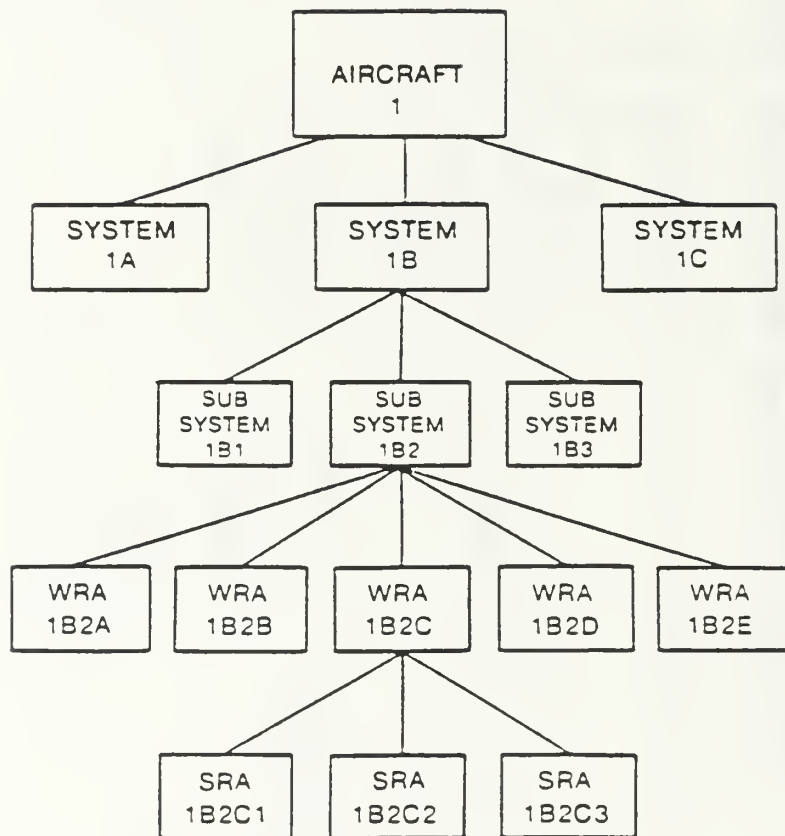 AIRCRAFT
1
SYSTEM
1A
SYSTEM
1B
SYSTEM
1C
SUB
SYSTEM
1B1
SUB
SYSTEM
1B2
SUB
SYSTEM
1B3
WRA
1B2A
WRA
1B2B
WRA
1B2C
WRA
1B2D
WRA
1B2E
SRA
1B2C1
SRA
1B2C2
SRA
1B2C3